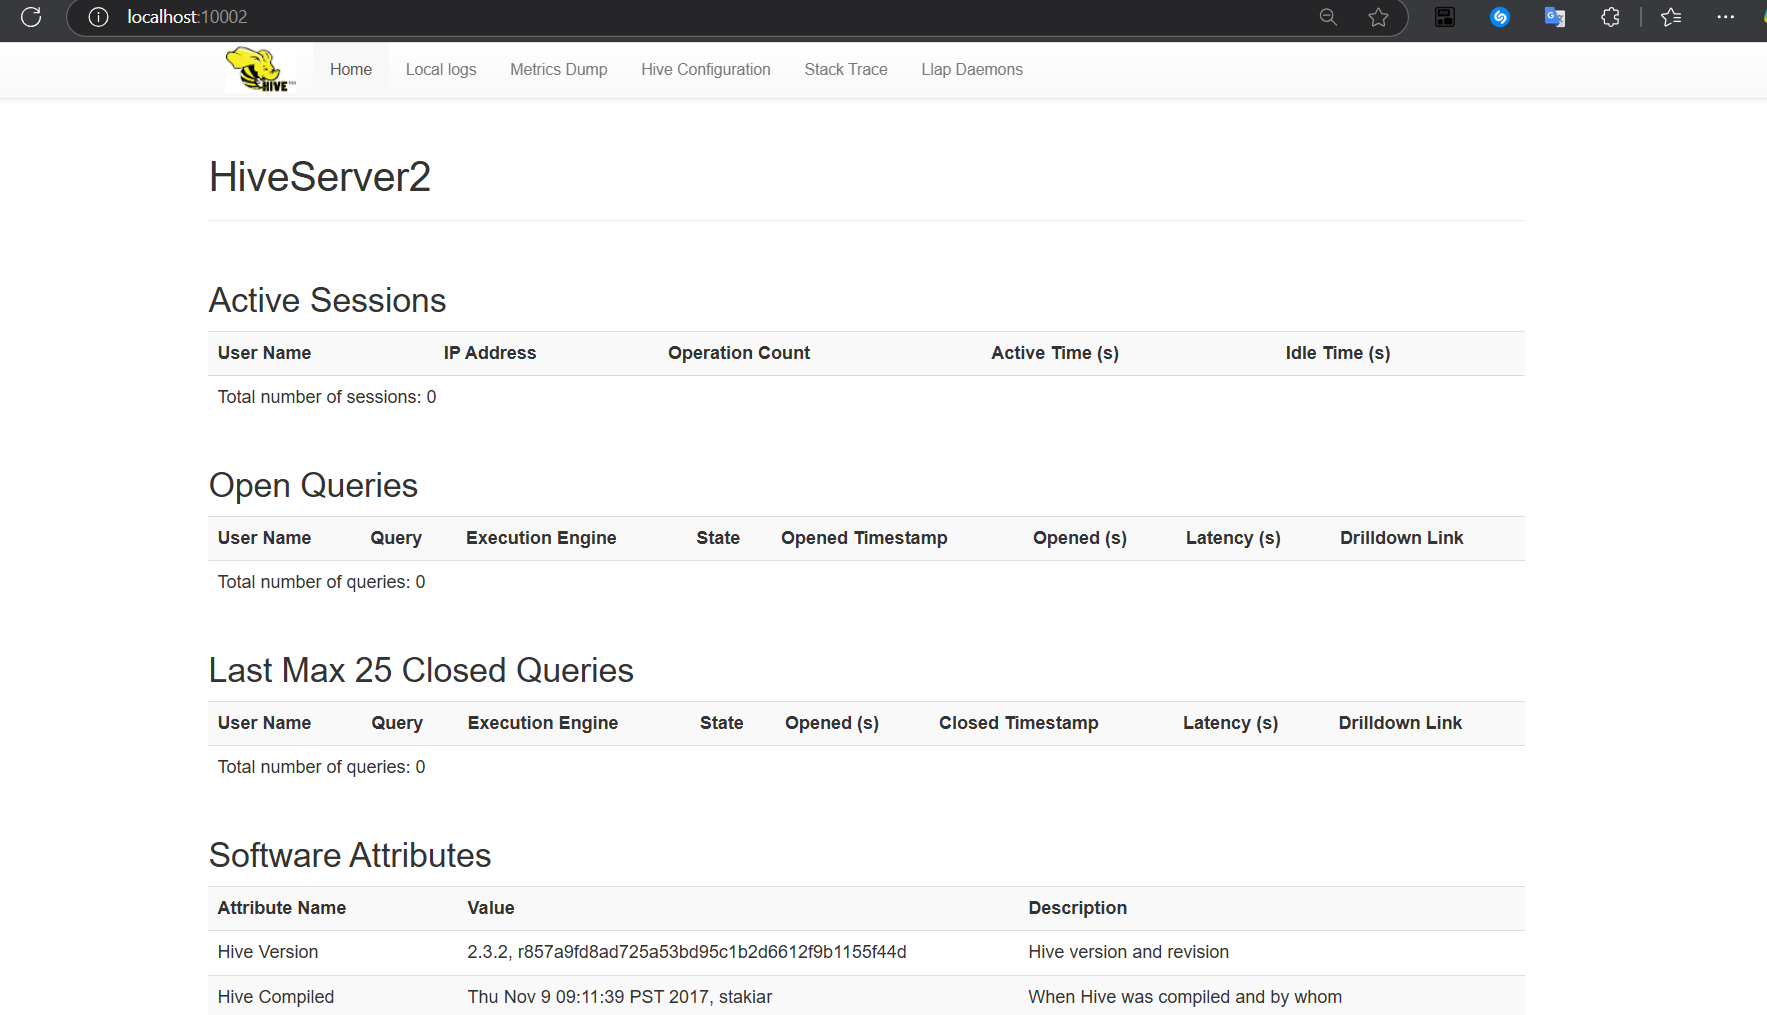 localhost:10002
HIVE™ Home Local logs Metrics Dump Hive Configuration Stack Trace Llap Daemons
HiveServer2
Active Sessions
User Name IP Address Operation Count Active Time (s) Idle Time (s)
Total number of sessions: 0
Open Queries
User Name Query Execution Engine State Opened Timestamp Opened (s) Latency (s) Drilldown Link
Total number of queries: 0
Last Max 25 Closed Queries
User Name Query Execution Engine State Opened (s) Closed Timestamp Latency (s) Drilldown Link
Total number of queries: 0
Software Attributes
Attribute Name Value Description
Hive Version 2.3.2, r857a9fd8ad725a53bd95c1b2d6612f9b1155f44d Hive version and revision
Hive Compiled Thu Nov 9 09:11:39 PST 2017, stakiar When Hive was compiled and by whom